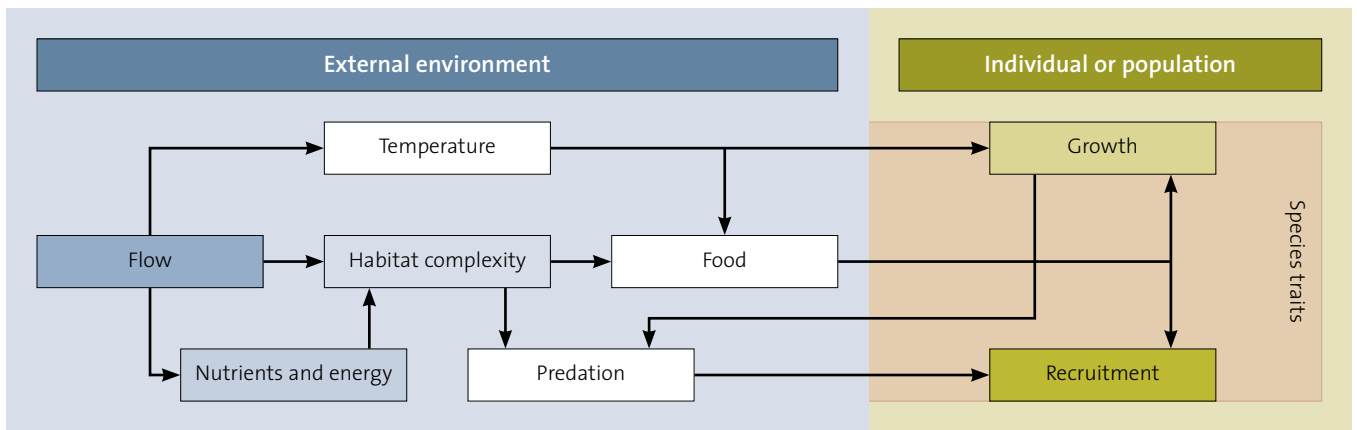 External environment
Individual or population
Temperature
Growth
Flow
Habitat complexity
Food
Species traits
Nutrients and energy
Predation
Recruitment